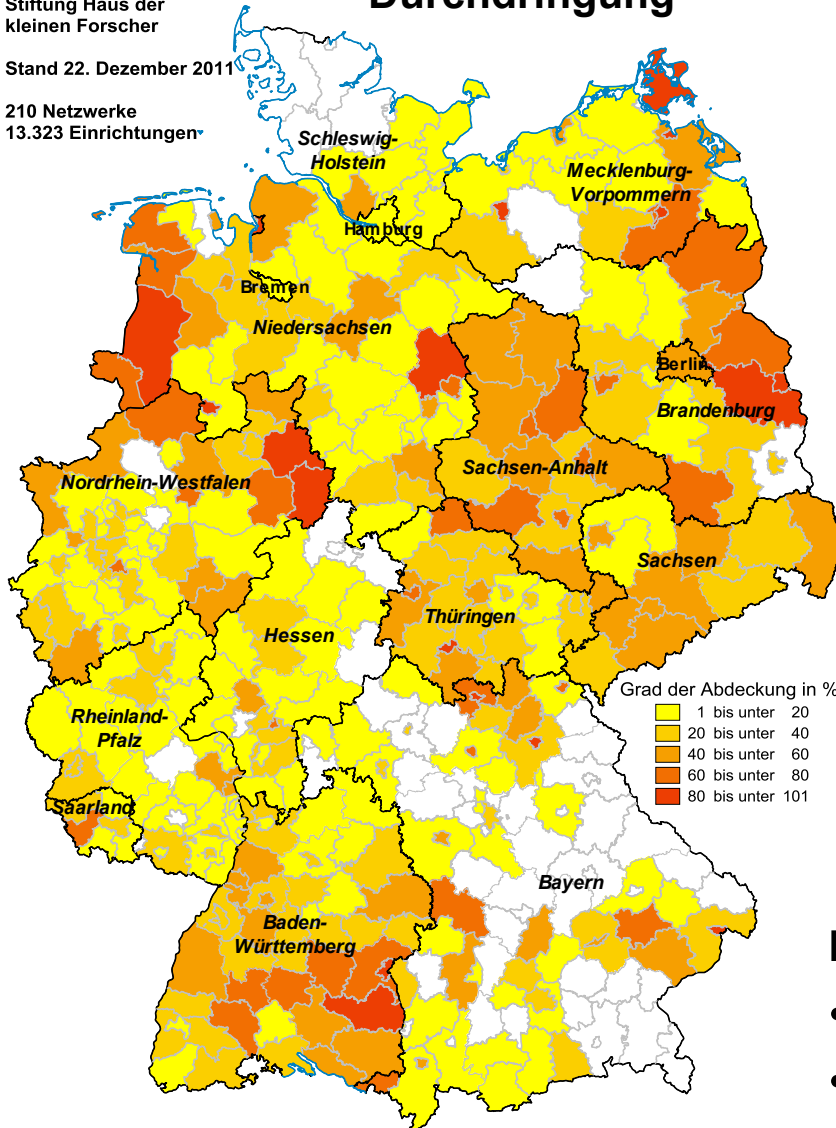 Stiftung Haus der
kleinen Forscher
Durchdringung
Stand 22. Dezember 2011
210 Netzwerke
13.323 Einrichtungen
Schleswig-
Holstein
Mecklenburg-
Vorpommern
Hamburg
Bremen
Niedersachsen
Berlin
Brandenburg
Sachsen-Anhalt
Nordrhein-Westfalen
Sachsen
Thüringen
Hessen
Rheinland-
Pfalz
Saarland
Bayern
Baden-
Württemberg
Grad der Abdeckung in %
1 bis unter 20
20 bis unter 40
40 bis unter 60
60 bis unter 80
80 bis unter 101
•
•